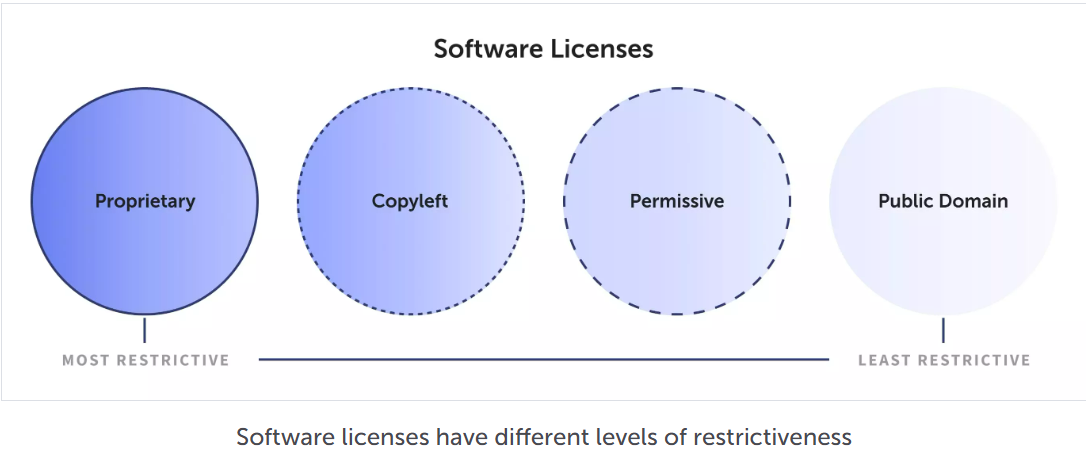 Software Licenses
Proprietary
Copyleft
Permissive
Public Domain
MOST RESTRICTIVE
LEAST RESTRICTIVE
Software licenses have different levels of restrictiveness